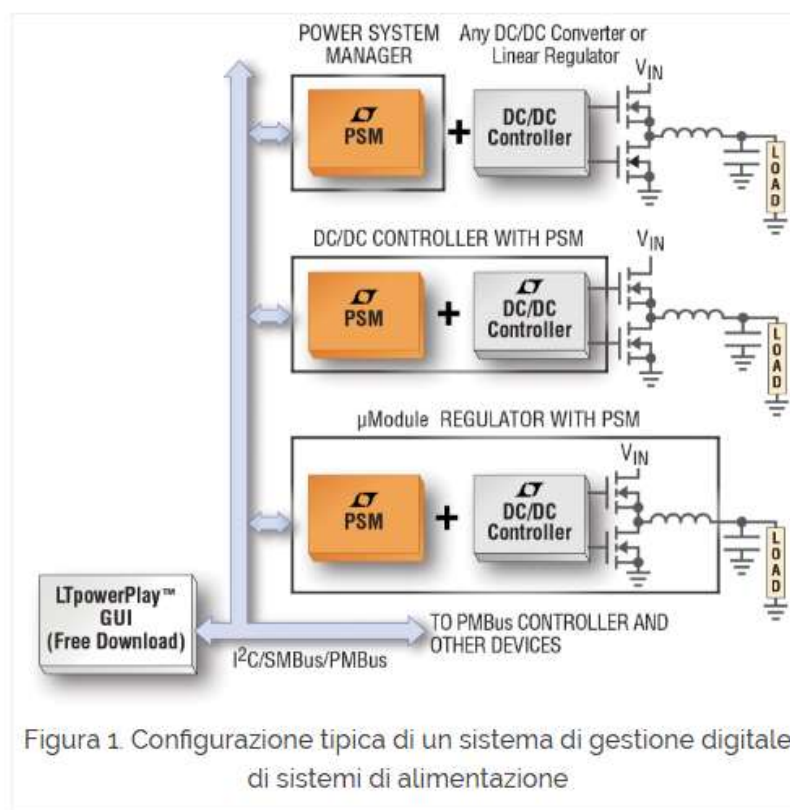 POWER SYSTEM
MANAGER
Any DC/DC Converter or
Linear Regulator
VIN
PSM
+
DC/DC
Controller
LOAD
DC/DC CONTROLLER WITH PSM
VIN
PSM
+
DC/DC
Controller
LOAD
µModule REGULATOR WITH PSM
VIN
PSM
+
DC/DC
Controller
LOAD
LTpowerPlay™
GUI
(Free Download)
I²C/SMBus/PMBus
TO PMBus CONTROLLER AND
OTHER DEVICES
Figura 1. Configurazione tipica di un sistema di gestione digitale
di sistemi di alimentazione